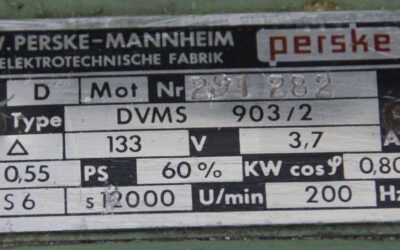 V. PERSKE-MANNHEIM perske
ELEKTROTECHNISCHE FABRIK
D Mot Nr 291 282
Type DVMS 903/2
△ 133 V 3,7 A
0,55 PS 60% KW cosφ 0,80
S6 s12000 U/min 200 Hz